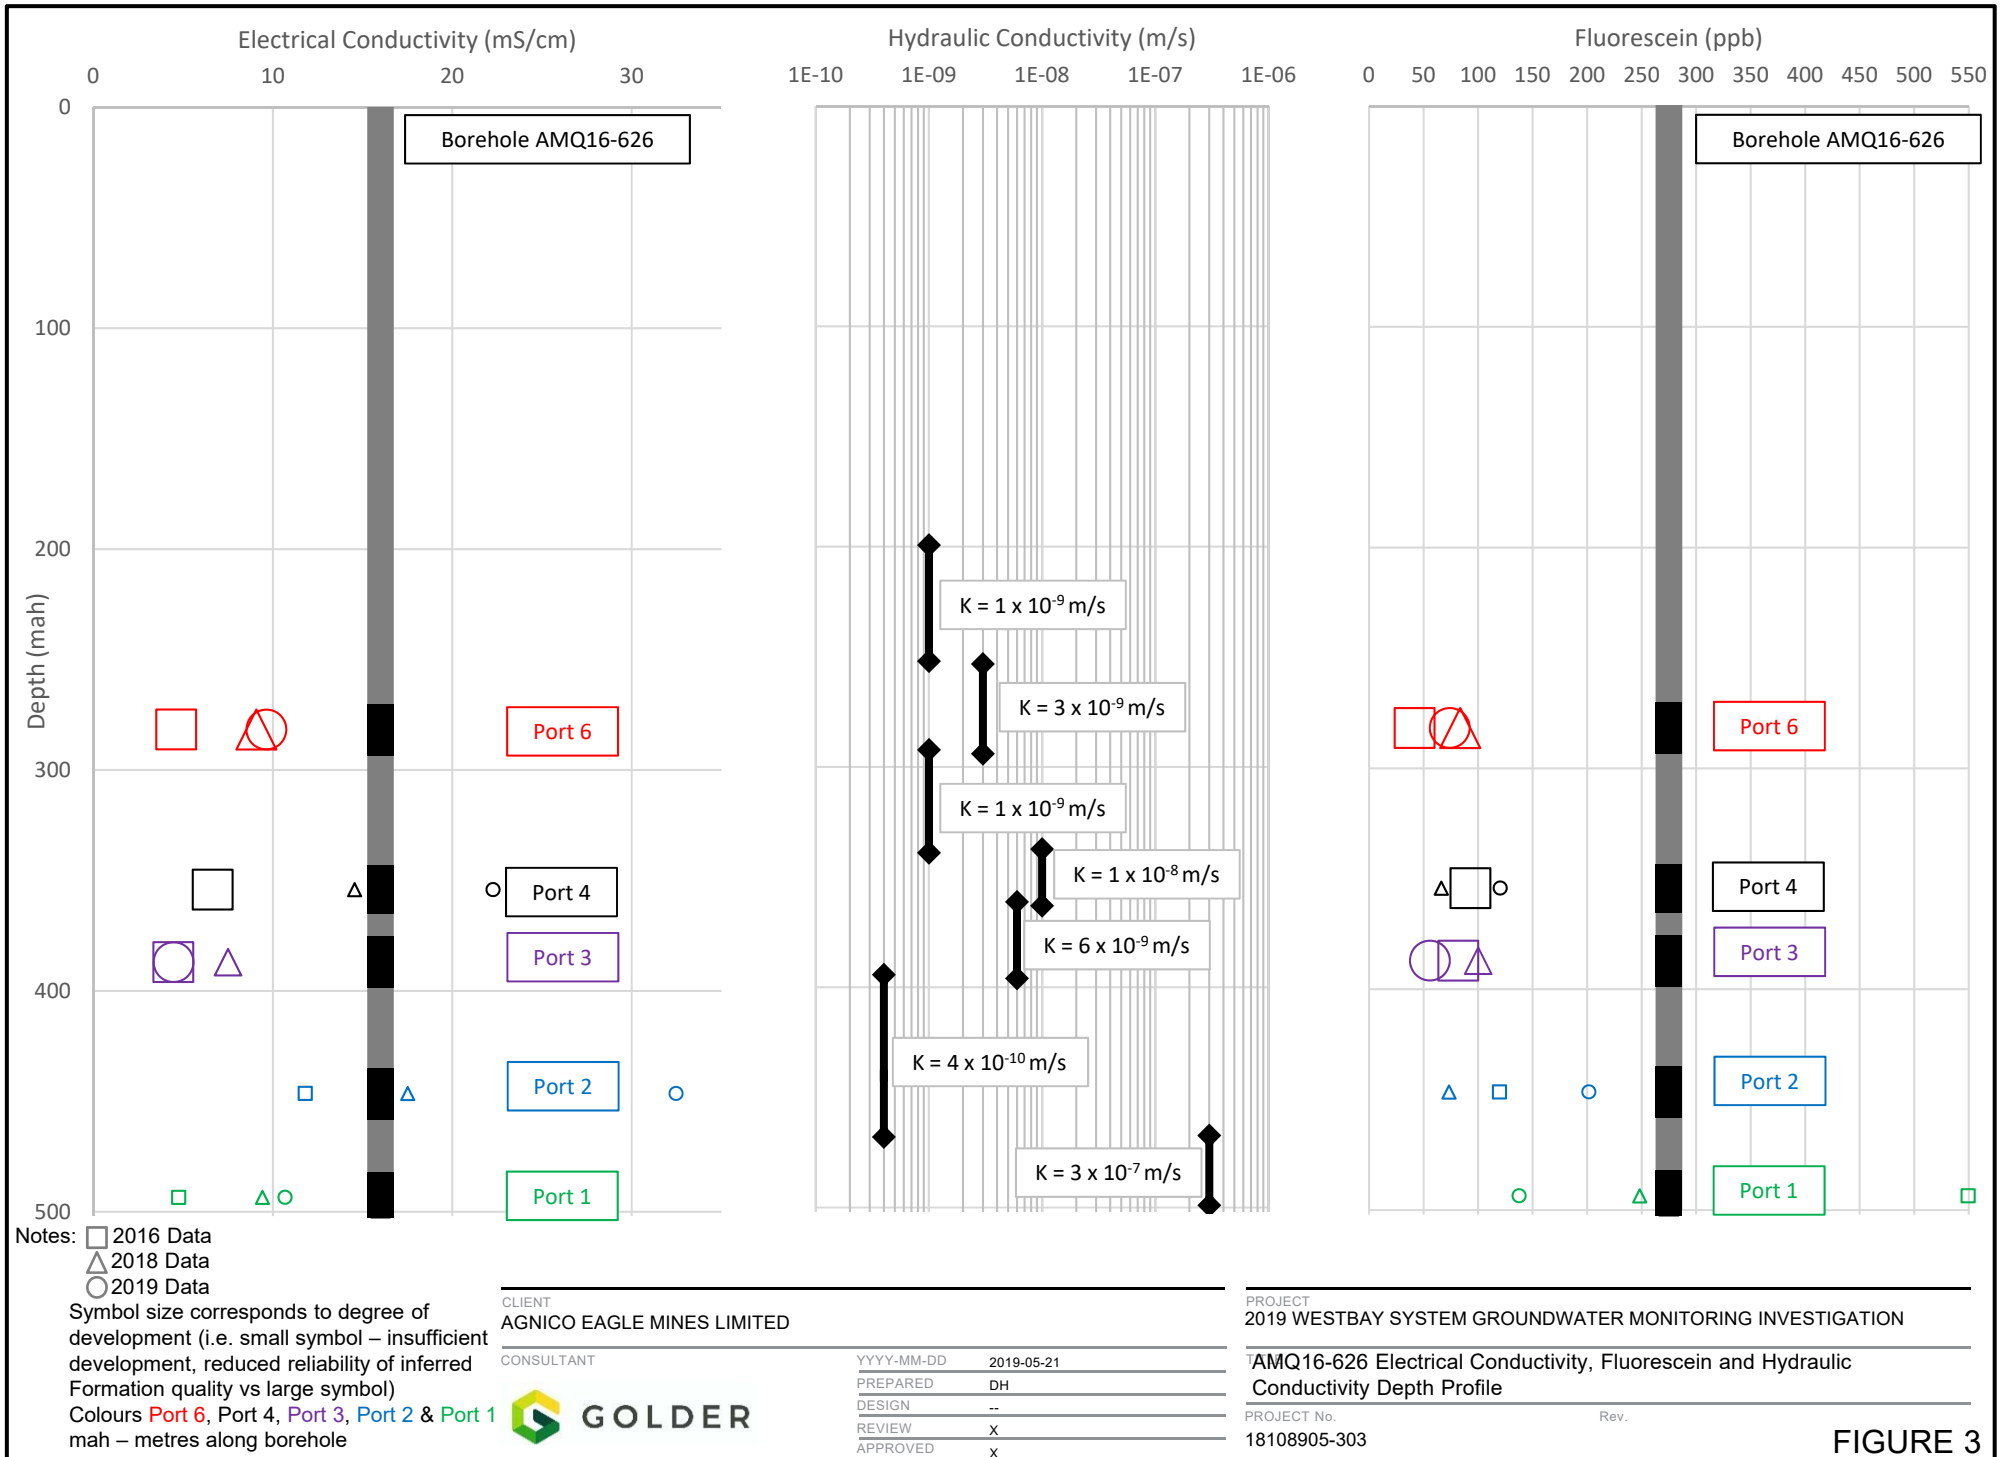 Electrical Conductivity (mS/cm)
0 10 20 30
Hydraulic Conductivity (m/s)
1E-10 1E-09 1E-08 1E-07 1E-06
Fluorescein (ppb)
0 50 100 150 200 250 300 350 400 450 500 550
Depth (mah)
0
100
200
300
400
500
Borehole AMQ16-626
Port 6
Port 4
Port 3
Port 2
Port 1
K = 1 x 10⁻⁹ m/s
K = 3 x 10⁻⁹ m/s
K = 1 x 10⁻⁹ m/s
K = 1 x 10⁻⁸ m/s
K = 6 x 10⁻⁹ m/s
K = 4 x 10⁻¹⁰ m/s
K = 3 x 10⁻⁷ m/s
Borehole AMQ16-626
Port 6
Port 4
Port 3
Port 2
Port 1
Notes: 2016 Data
2018 Data
2019 Data
Symbol size corresponds to degree of
development (i.e. small symbol – insufficient
development, reduced reliability of inferred
Formation quality vs large symbol)
Colours Port 6, Port 4, Port 3, Port 2 & Port 1
mah – metres along borehole
CLIENT
AGNICO EAGLE MINES LIMITED
CONSULTANT
GOLDER
YYYY-MM-DD 2019-05-21
PREPARED DH
DESIGN --
REVIEW X
APPROVED X
PROJECT
2019 WESTBAY SYSTEM GROUNDWATER MONITORING INVESTIGATION
AMQ16-626 Electrical Conductivity, Fluorescein and Hydraulic
Conductivity Depth Profile
PROJECT No. Rev.
18108905-303
FIGURE 3